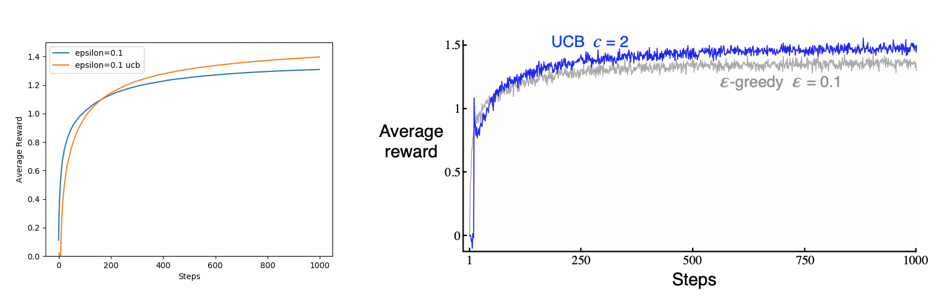 epsilon=0.1
epsilon=0.1 ucb
1.4
1.2
1.0
0.8
0.6
0.4
0.2
0.0
Average Reward
0 200 400 600 800 1000
Steps
UCB c = 2
ε-greedy ε = 0.1
1.5
1
0.5
0
Average
reward
1 250 500 750 1000
Steps